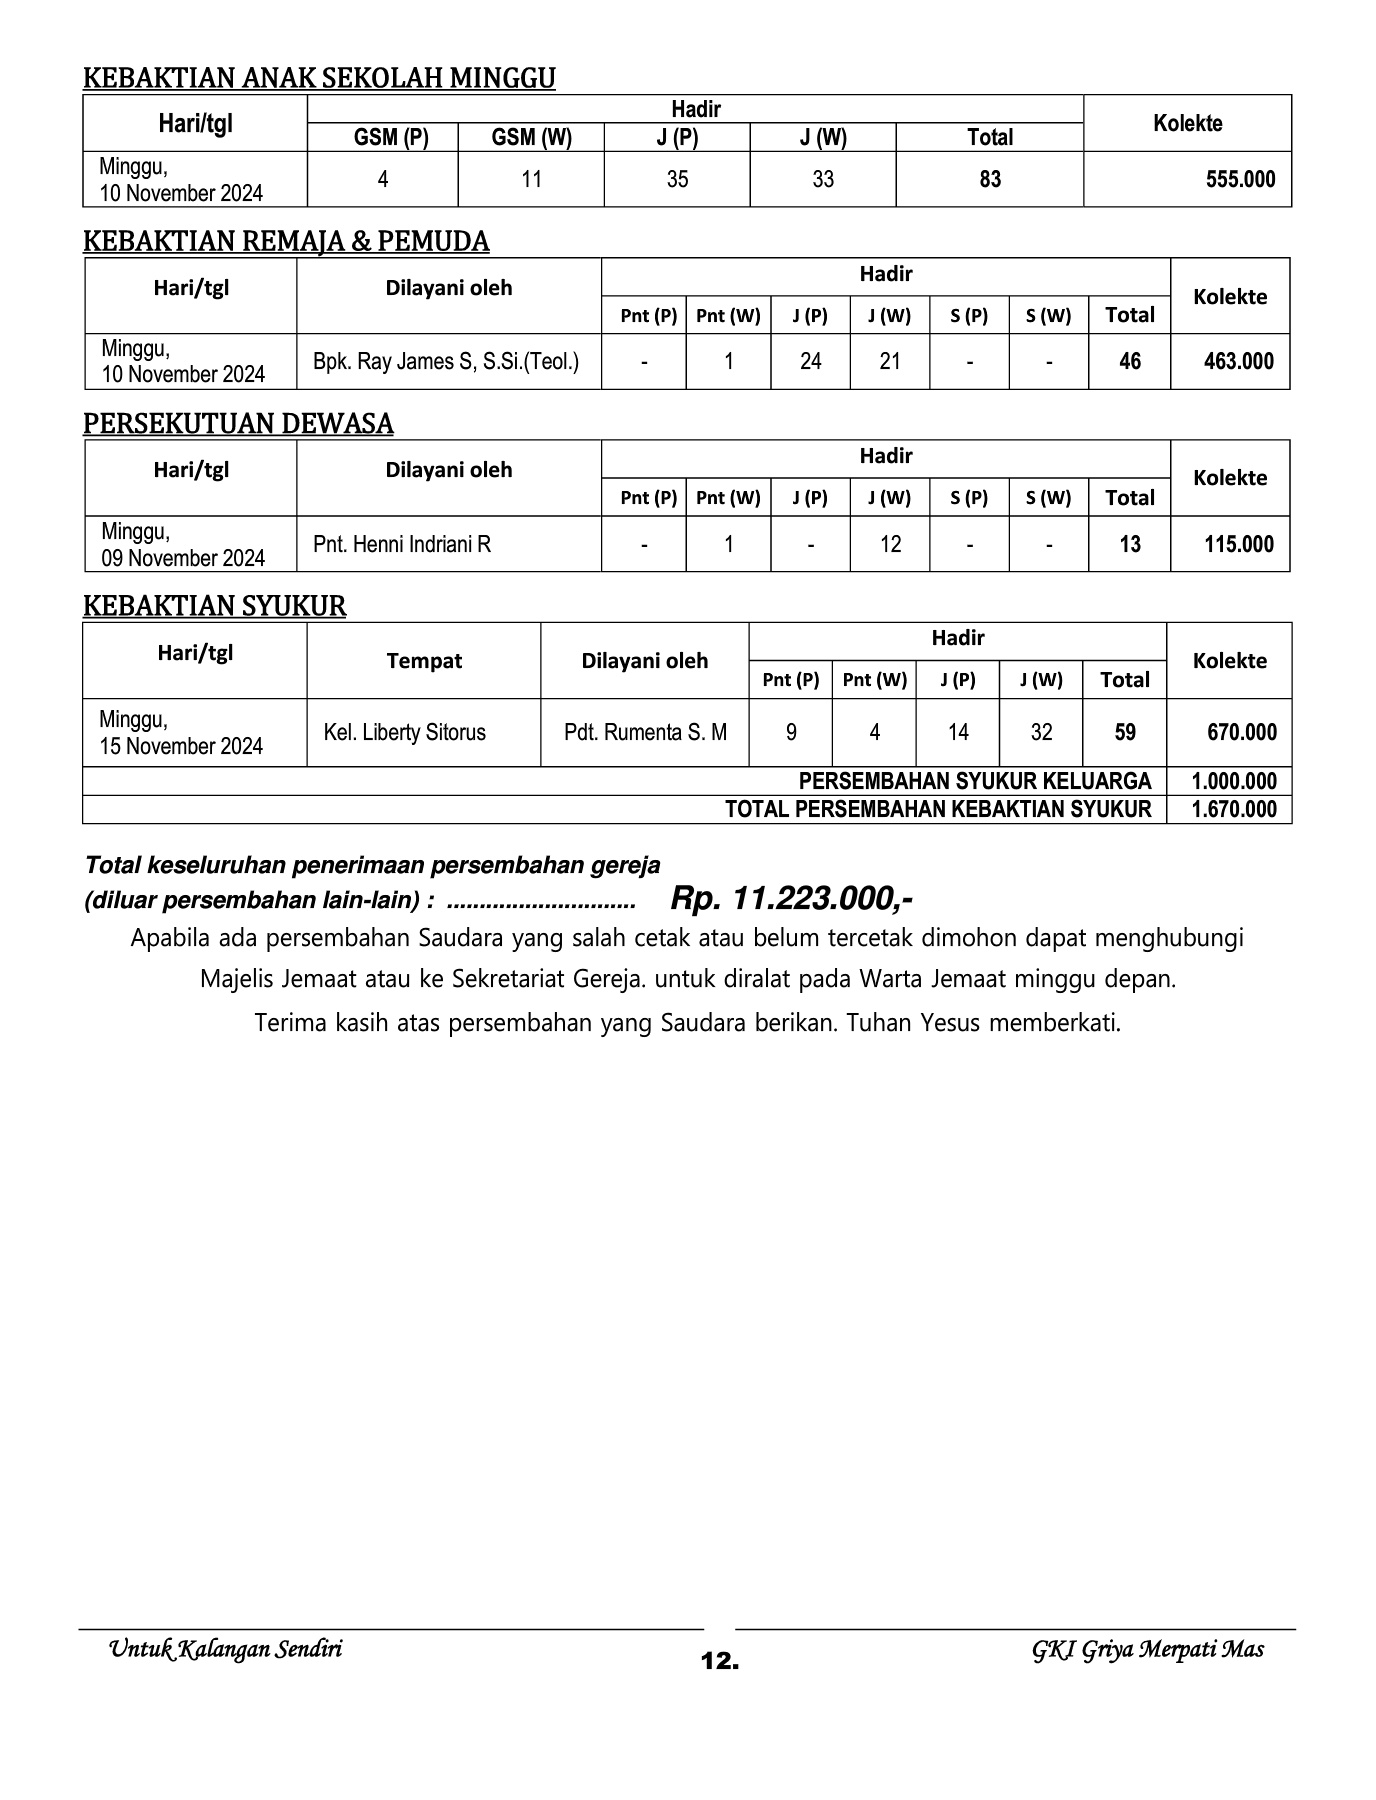 KEBAKTIAN ANAK SEKOLAH MINGGU
Hari/tgl Hadir Kolekte
GSM (P) GSM (W) J (P) J (W) Total
Minggu,
10 November 2024 4 11 35 33 83 555.000
KEBAKTIAN REMAJA & PEMUDA
Hari/tgl Dilayani oleh Hadir Kolekte
Pnt (P) Pnt (W) J (P) J (W) S (P) S (W) Total
Minggu,
10 November 2024 Bpk. Ray James S, S.Si.(Teol.) - 1 24 21 - - 46 463.000
PERSEKUTUAN DEWASA
Hari/tgl Dilayani oleh Hadir Kolekte
Pnt (P) Pnt (W) J (P) J (W) S (P) S (W) Total
Minggu,
09 November 2024 Pnt. Henni Indriani R - 1 - 12 - - 13 115.000
KEBAKTIAN SYUKUR
Hari/tgl Tempat Dilayani oleh Hadir Kolekte
Pnt (P) Pnt (W) J (P) J (W) Total
Minggu,
15 November 2024 Kel. Liberty Sitorus Pdt. Rumenta S. M 9 4 14 32 59 670.000
PERSEMBAHAN SYUKUR KELUARGA 1.000.000
TOTAL PERSEMBAHAN KEBAKTIAN SYUKUR 1.670.000
Total keseluruhan penerimaan persembahan gereja
(diluar persembahan lain-lain) : ............................. Rp. 11.223.000,-
Apabila ada persembahan Saudara yang salah cetak atau belum tercetak dimohon dapat menghubungi
Majelis Jemaat atau ke Sekretariat Gereja. untuk diralat pada Warta Jemaat minggu depan.
Terima kasih atas persembahan yang Saudara berikan. Tuhan Yesus memberkati.
Untuk Kalangan Sendiri 12. GKI Griya Merpati Mas